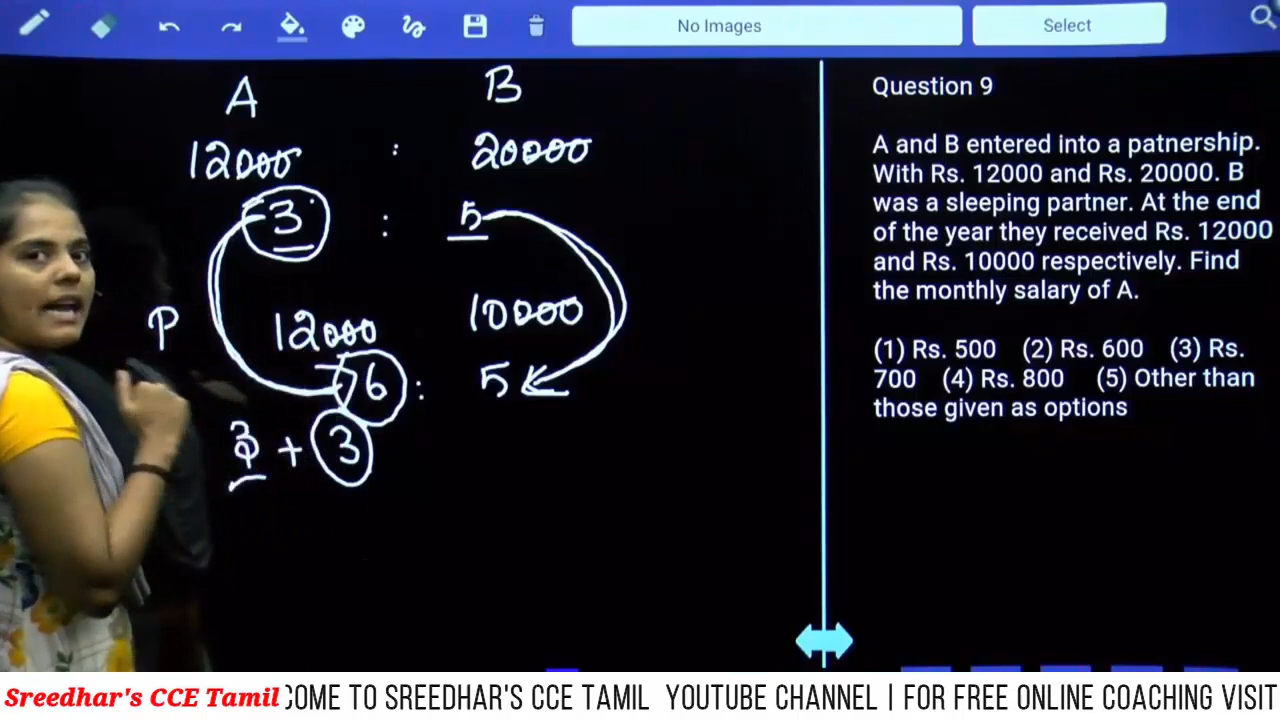 No Images
Select
A B
12000 : 20000
3 : 5
P 12000 10000
6 : 5
3 + 3
Question 9
A and B entered into a patnership.
With Rs. 12000 and Rs. 20000. B
was a sleeping partner. At the end
of the year they received Rs. 12000
and Rs. 10000 respectively. Find
the monthly salary of A.
(1) Rs. 500 (2) Rs. 600 (3) Rs.
700 (4) Rs. 800 (5) Other than
those given as options
Sreedhar's CCE Tamil COME TO SREEDHAR'S CCE TAMIL YOUTUBE CHANNEL | FOR FREE ONLINE COACHING VISIT